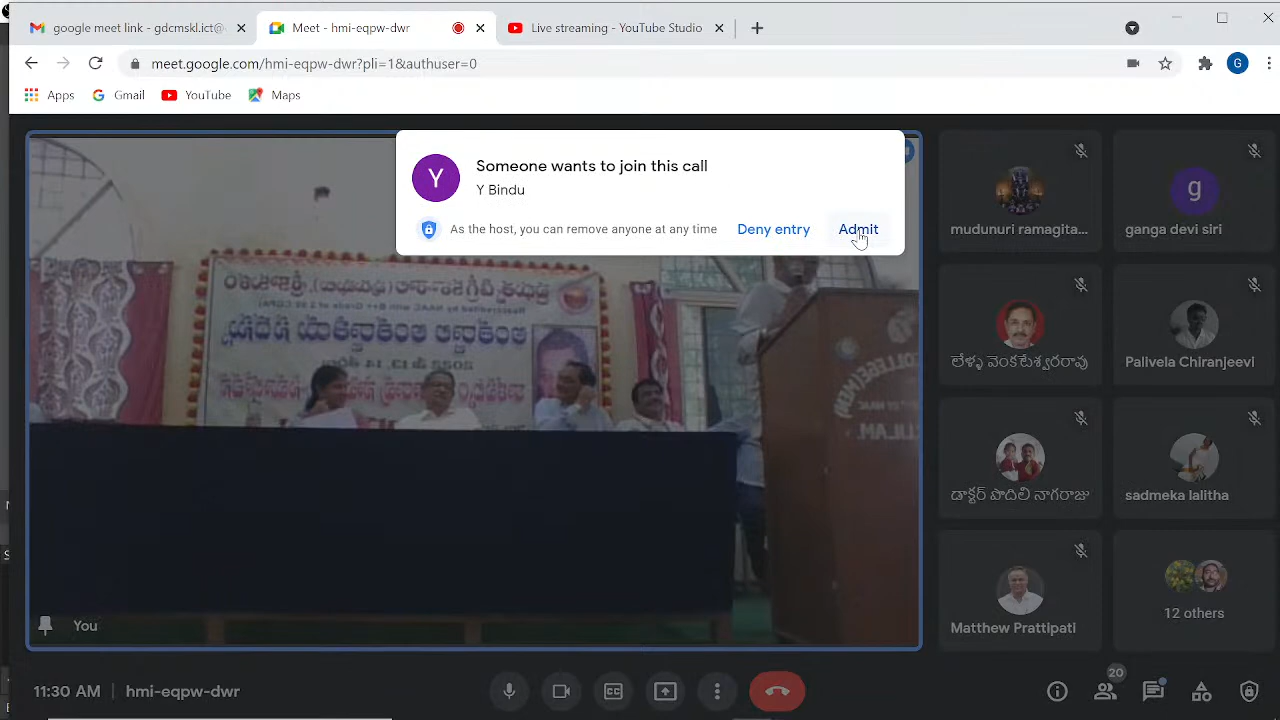 google meet link - gdcmskl.ict@
Meet - hmi-eqpw-dwr
Live streaming - YouTube Studio
meet.google.com/hmi-eqpw-dwr?pli=1&authuser=0
G
Apps
Gmail
YouTube
Maps
Y
Someone wants to join this call
Y Bindu
As the host, you can remove anyone at any time
Deny entry
Admit
mudunuri ramagita...
g
ganga devi siri
లేళ్ళ వెంకటేశ్వరరావు
Palivela Chiranjeevi
డాక్టర్ పొదిలి నాగరాజు
sadmeka lalitha
Matthew Prattipati
12 others
You
11:30 AM
hmi-eqpw-dwr
CC
20